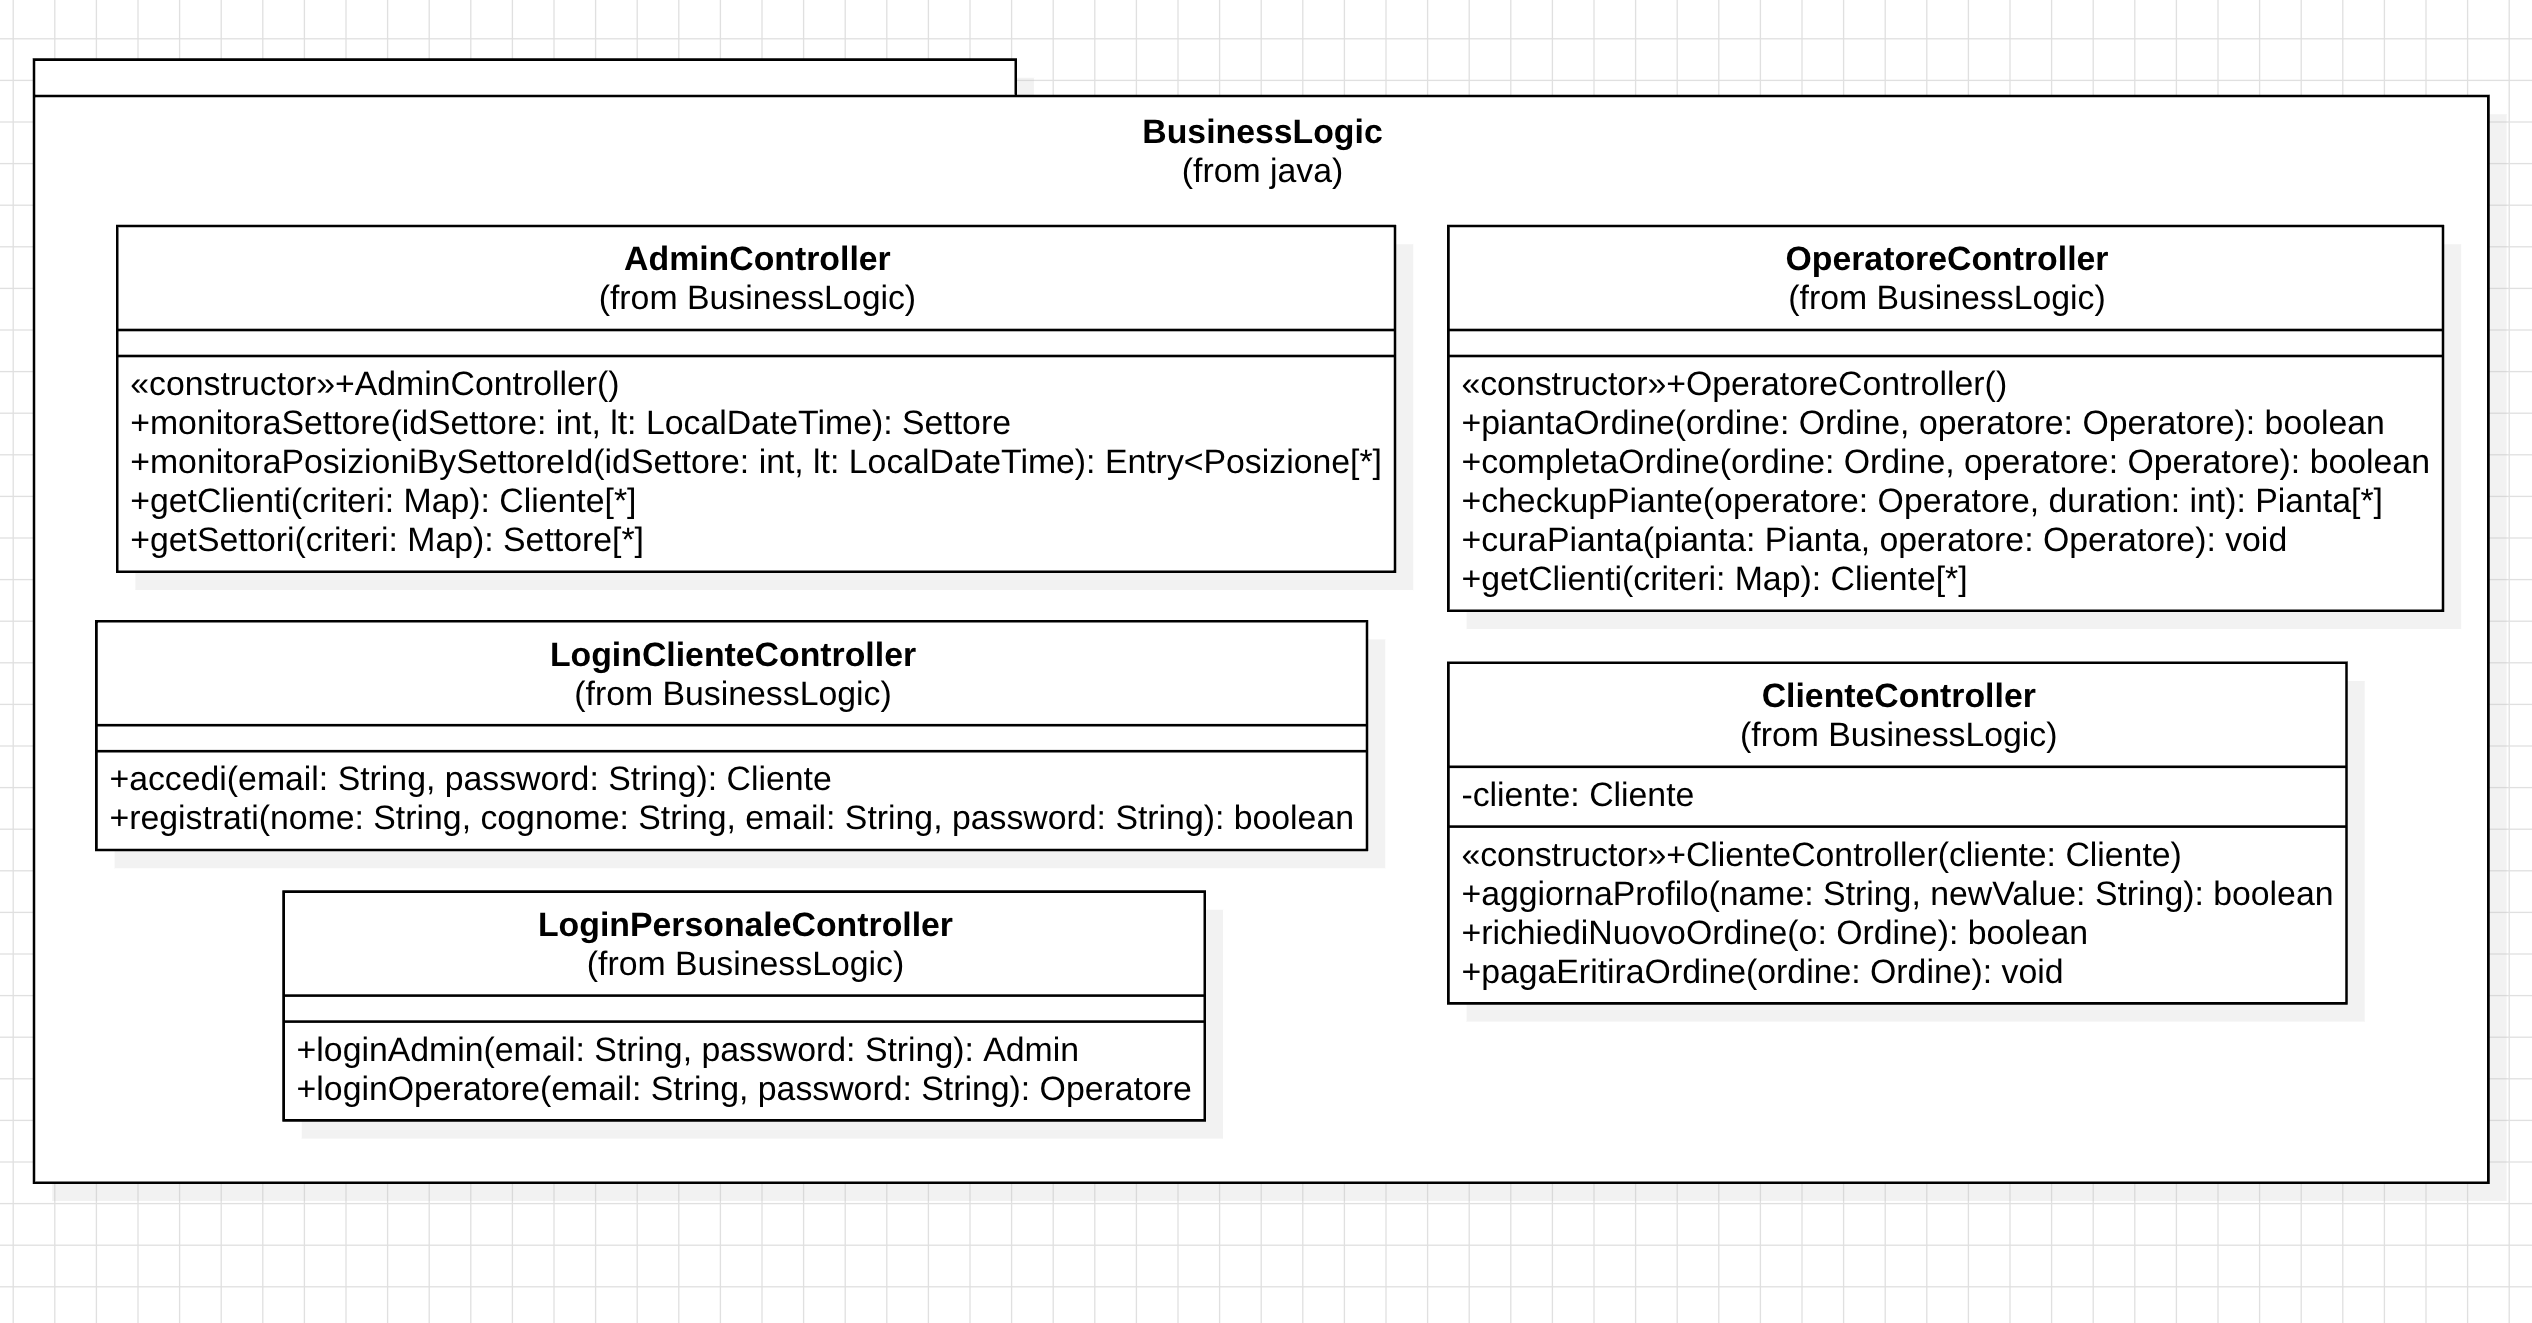 BusinessLogic
(from java)
AdminController
(from BusinessLogic)
«constructor»+AdminController()
+monitoraSettore(idSettore: int, lt: LocalDateTime): Settore
+monitoraPosizioniBySettoreId(idSettore: int, lt: LocalDateTime): Entry<Posizione[*]
+getClienti(criteri: Map): Cliente[*]
+getSettori(criteri: Map): Settore[*]
OperatoreController
(from BusinessLogic)
«constructor»+OperatoreController()
+piantaOrdine(ordine: Ordine, operatore: Operatore): boolean
+completaOrdine(ordine: Ordine, operatore: Operatore): boolean
+checkupPiante(operatore: Operatore, duration: int): Pianta[*]
+curaPianta(pianta: Pianta, operatore: Operatore): void
+getClienti(criteri: Map): Cliente[*]
LoginClienteController
(from BusinessLogic)
+accedi(email: String, password: String): Cliente
+registrati(nome: String, cognome: String, email: String, password: String): boolean
ClienteController
(from BusinessLogic)
-cliente: Cliente
«constructor»+ClienteController(cliente: Cliente)
+aggiornaProfilo(name: String, newValue: String): boolean
+richiediNuovoOrdine(o: Ordine): boolean
+pagaEritiraOrdine(ordine: Ordine): void
LoginPersonaleController
(from BusinessLogic)
+loginAdmin(email: String, password: String): Admin
+loginOperatore(email: String, password: String): Operatore